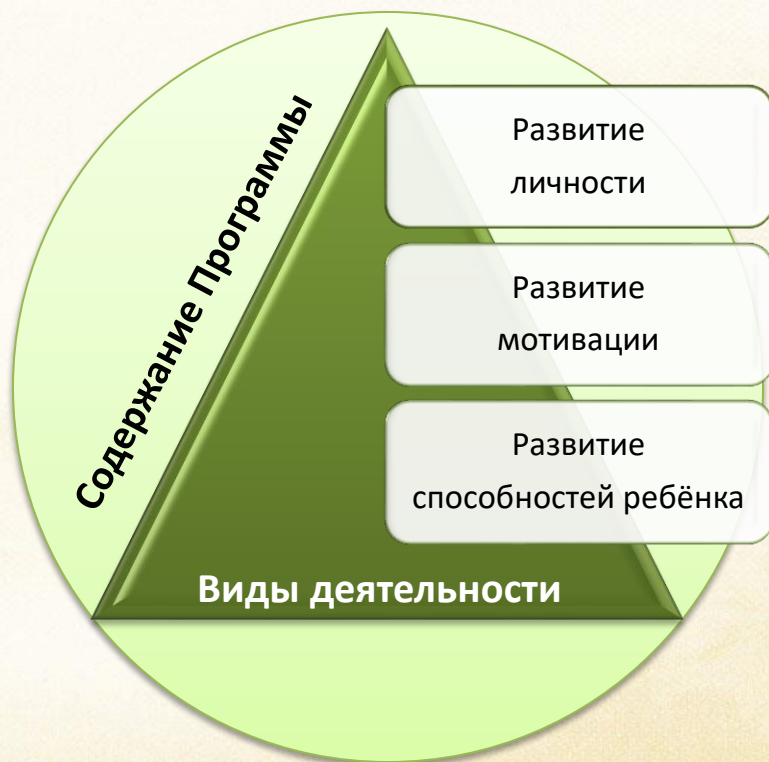 Содержание Программы
Развитие
личности
Развитие
мотивации
Развитие
способностей ребёнка
Виды деятельности